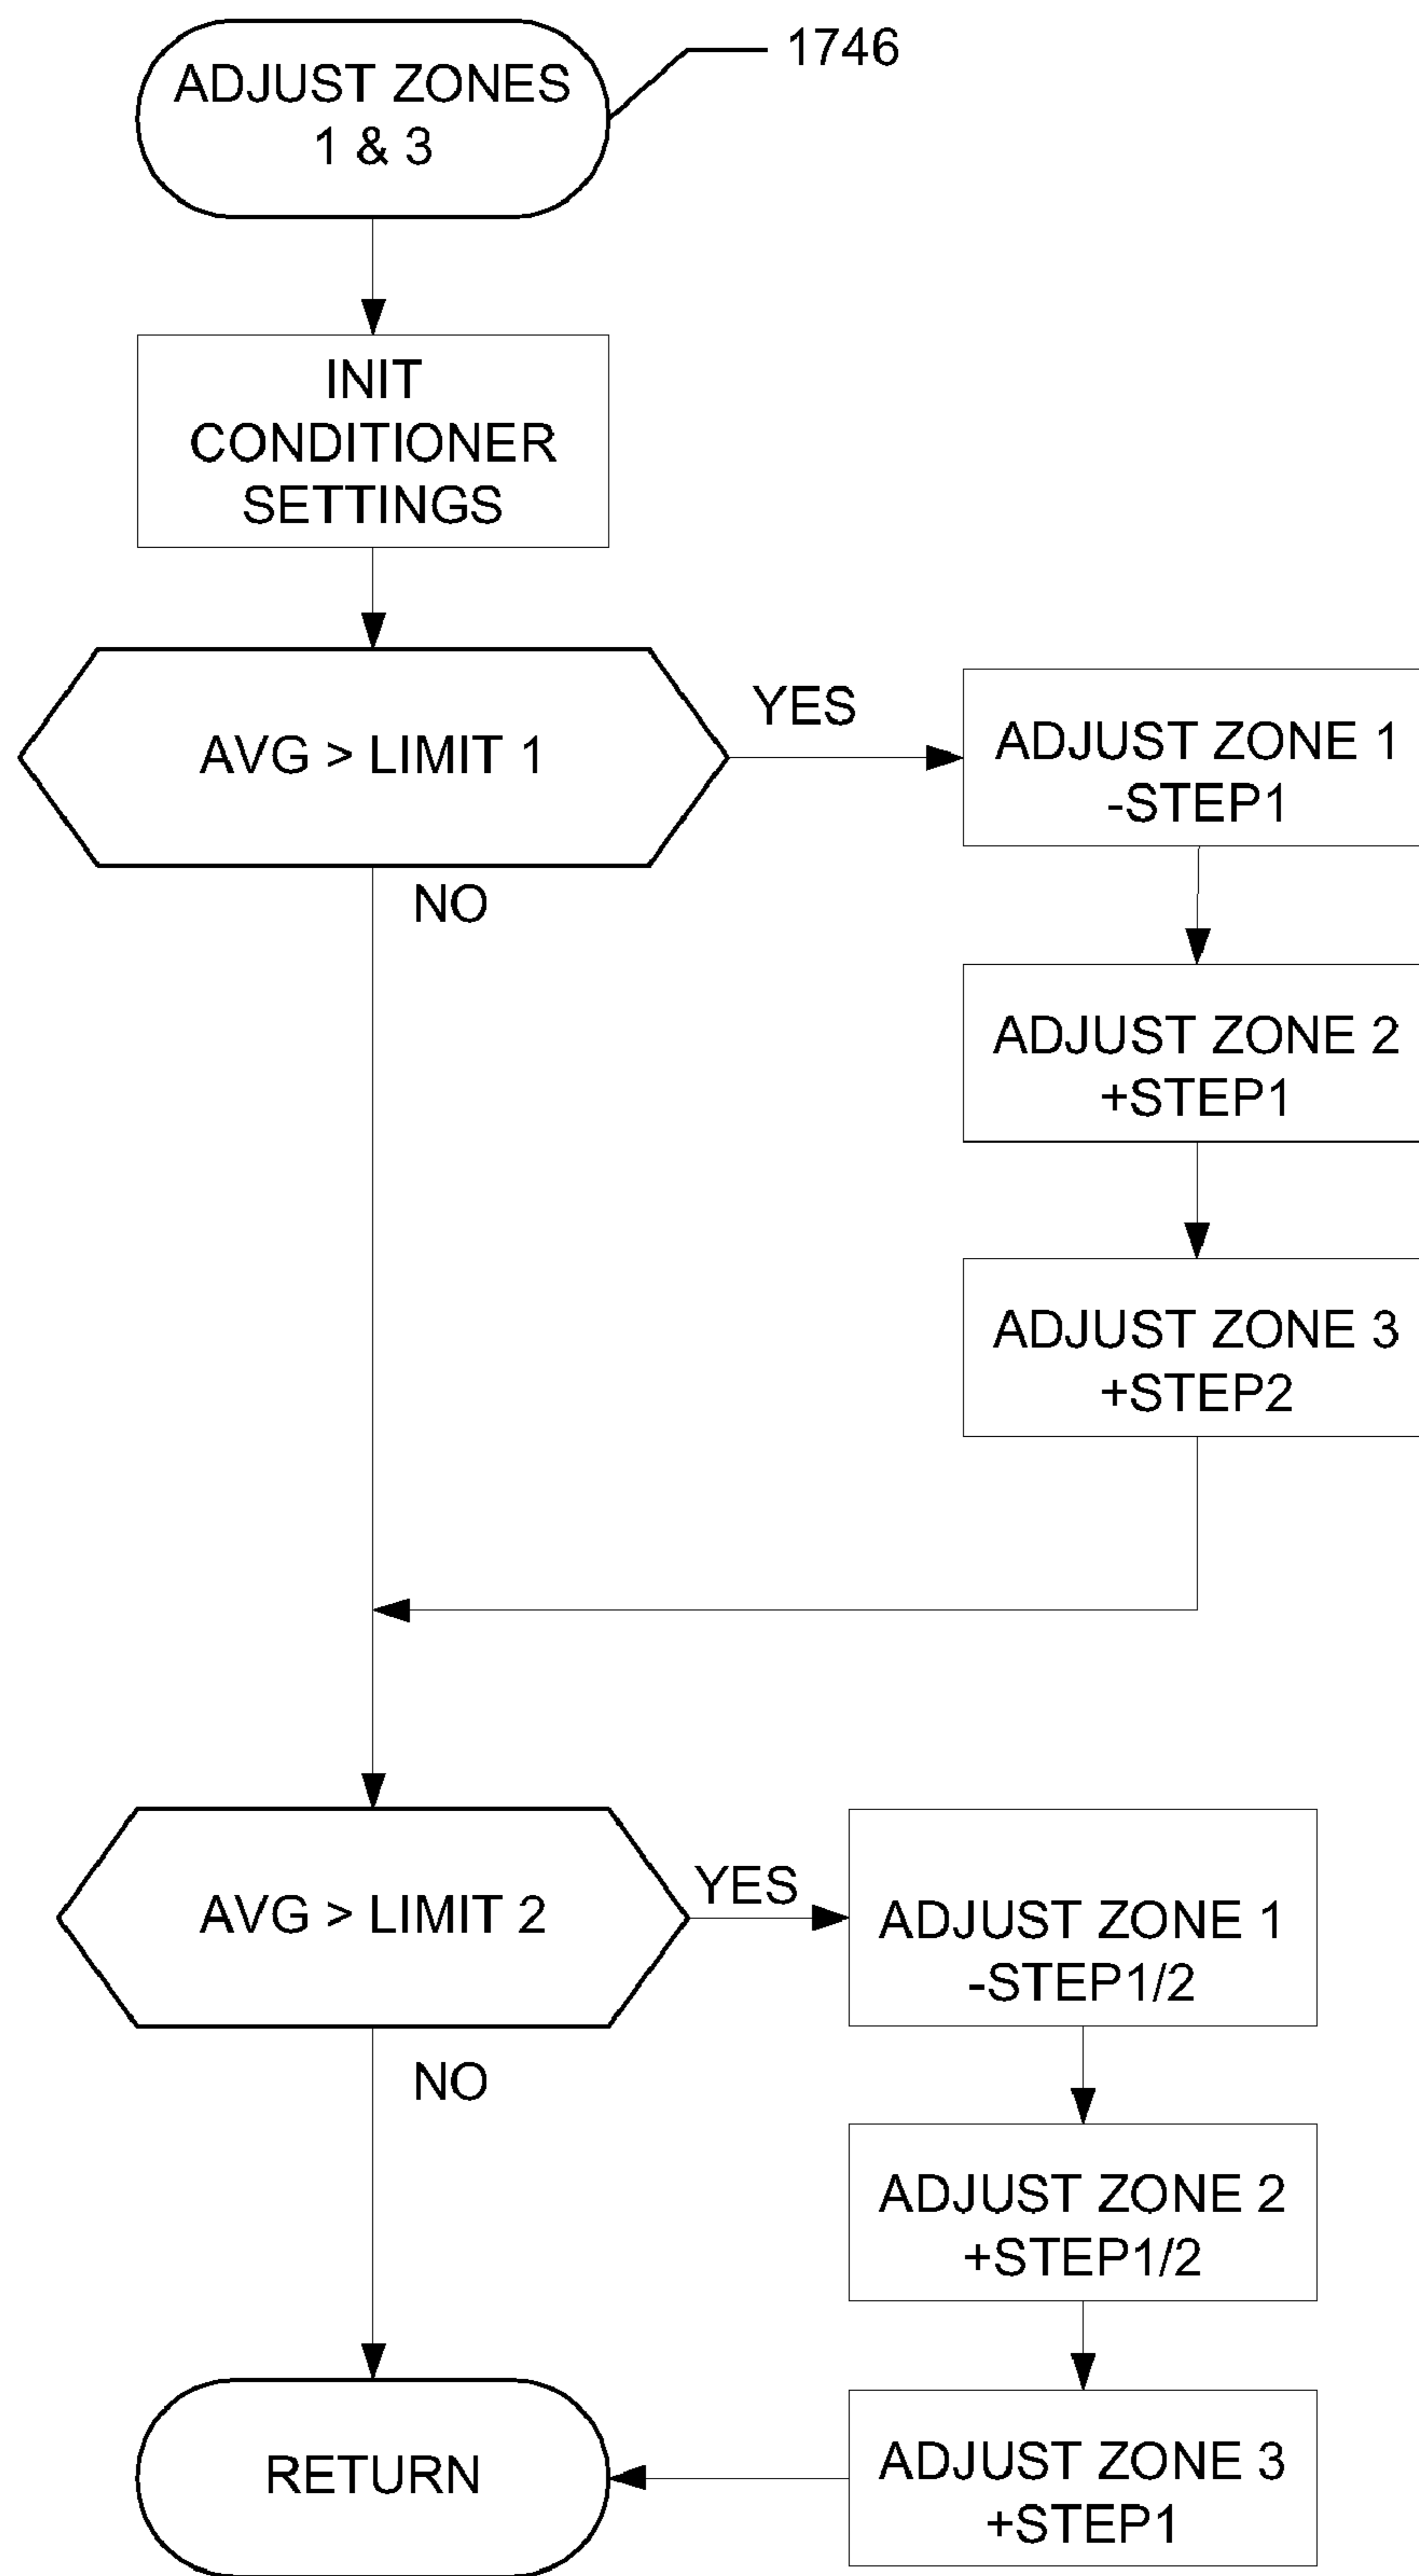 ADJUST ZONES
1 & 3
1746
INIT
CONDITIONER
SETTINGS
AVG > LIMIT 1
YES
NO
ADJUST ZONE 1
-STEP1
ADJUST ZONE 2
+STEP1
ADJUST ZONE 3
+STEP2
AVG > LIMIT 2
YES
NO
ADJUST ZONE 1
-STEP1/2
ADJUST ZONE 2
+STEP1/2
ADJUST ZONE 3
+STEP1
RETURN